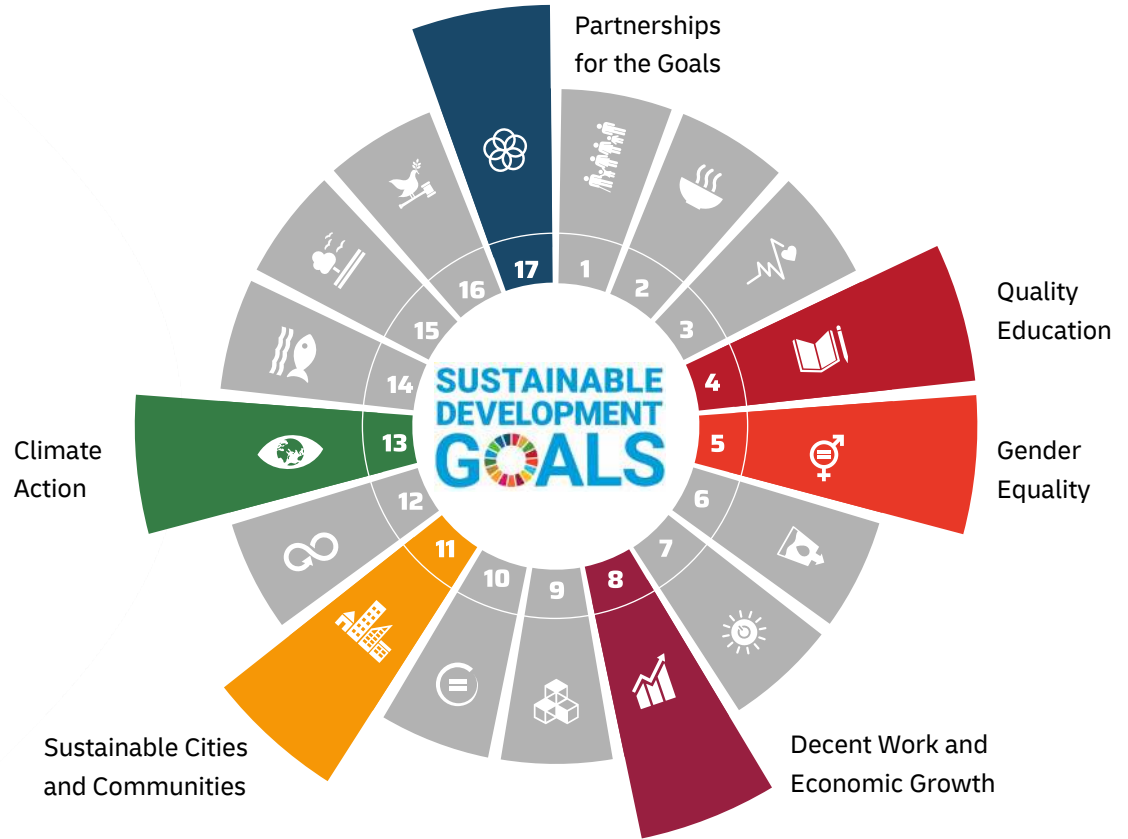 Partnerships
for the Goals
17
1
2
3
4
5
6
7
8
9
10
11
12
13
14
15
16
Quality
Education
Gender
Equality
Decent Work and
Economic Growth
Sustainable Cities
and Communities
Climate
Action
SUSTAINABLE
DEVELOPMENT
GOALS